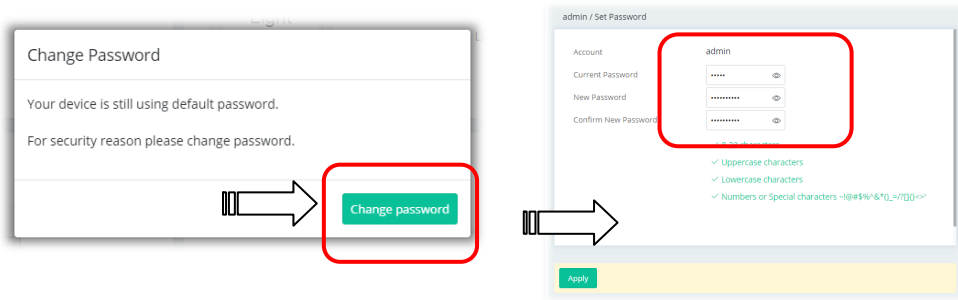 Change Password
Your device is still using default password.
For security reason please change password.
Change password
admin / Set Password
Account admin
Current Password •••••
New Password ••••••••••
Confirm New Password ••••••••••
characters
✓ Uppercase characters
✓ Lowercase characters
✓ Numbers or Special characters ~!@#$%^&*()_=/?[]{}<>'
Apply